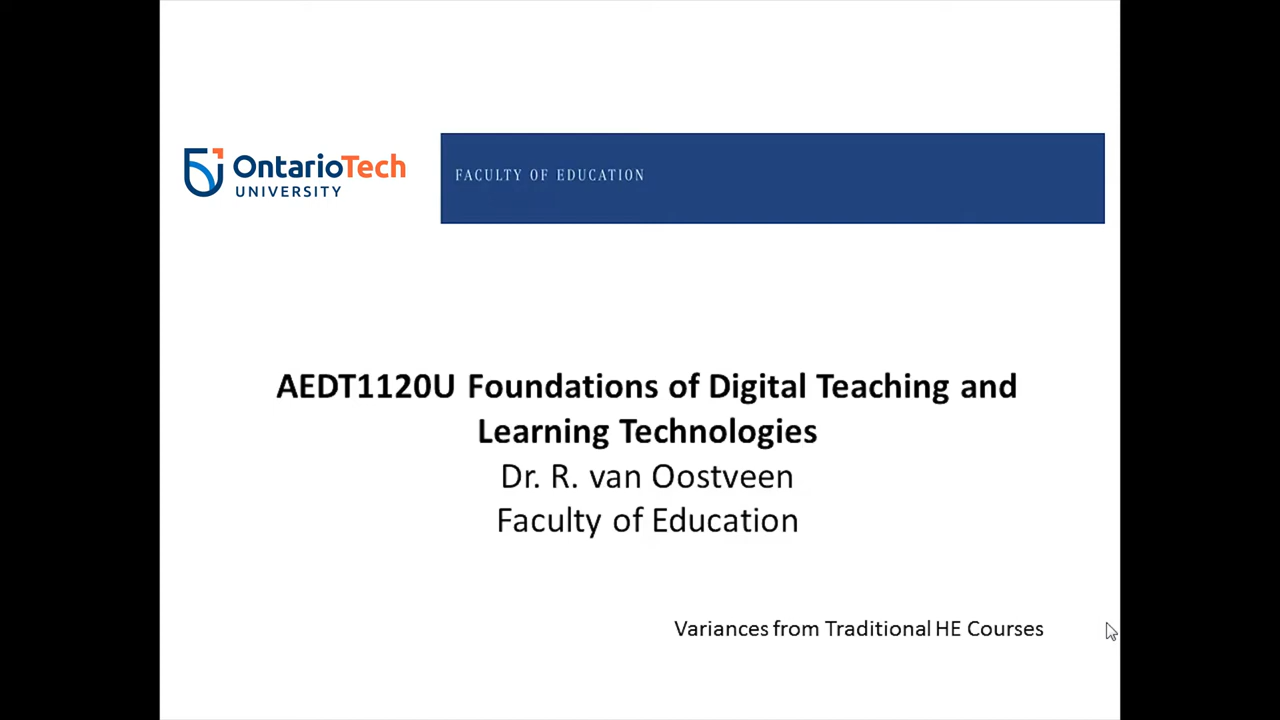 OntarioTech
UNIVERSITY
FACULTY OF EDUCATION
AEDT1120U Foundations of Digital Teaching and
Learning Technologies
Dr. R. van Oostveen
Faculty of Education
Variances from Traditional HE Courses